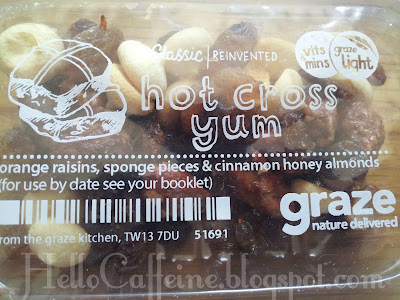 classic | REINVENTED
vits & mins
graze light
hot cross
yum
orange raisins, sponge pieces & cinnamon honey almonds
(for use by date see your booklet)
graze
nature delivered
from the graze kitchen, TW13 7DU 51691
HelloCaffeine.blogspot.com